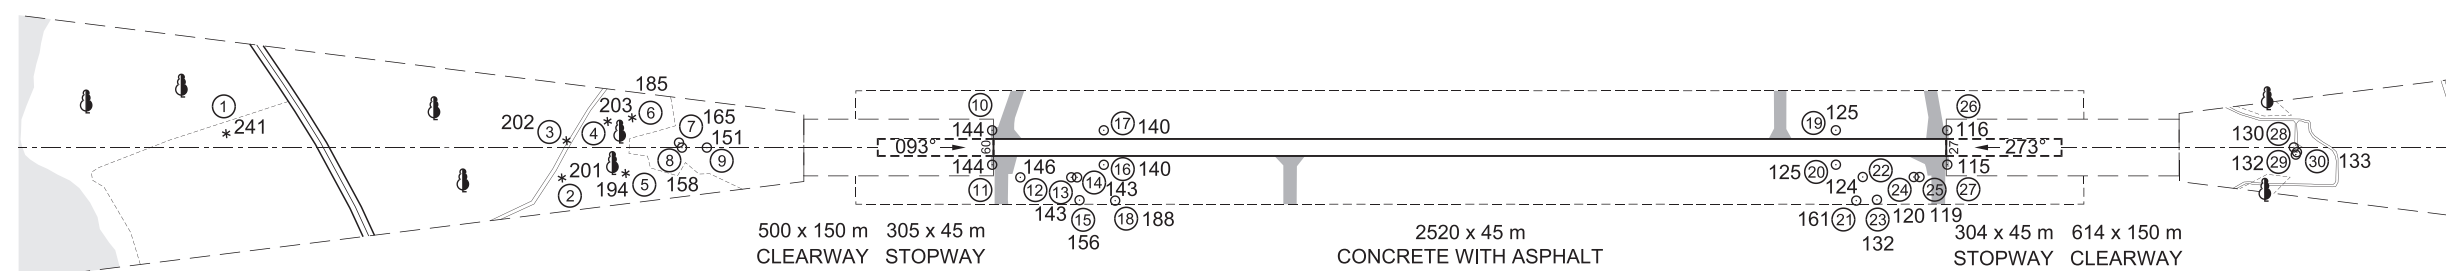 185
① 203 ⑥ ⑩ 125 ㉖
241 202 ③ ④ ⑦ 165 144 ⑰ 140 ⑲ 116
151 130 ㉘
093° 09 27 273°
201 ⑧ ⑨ 144 146 ⑯ 140 125 ⑳ ㉒ 115 132 ㉙ ㉚ 133
② 194 ⑤ 158 ⑪ ⑫ ⑬ ⑭ 143 124 ㉔ ㉕ ㉗
143 ⑮ ⑱ 188 161 ㉑ ㉓ 120 119
156 132
500 x 150 m 305 x 45 m 2520 x 45 m 304 x 45 m 614 x 150 m
CLEARWAY STOPWAY CONCRETE WITH ASPHALT STOPWAY CLEARWAY